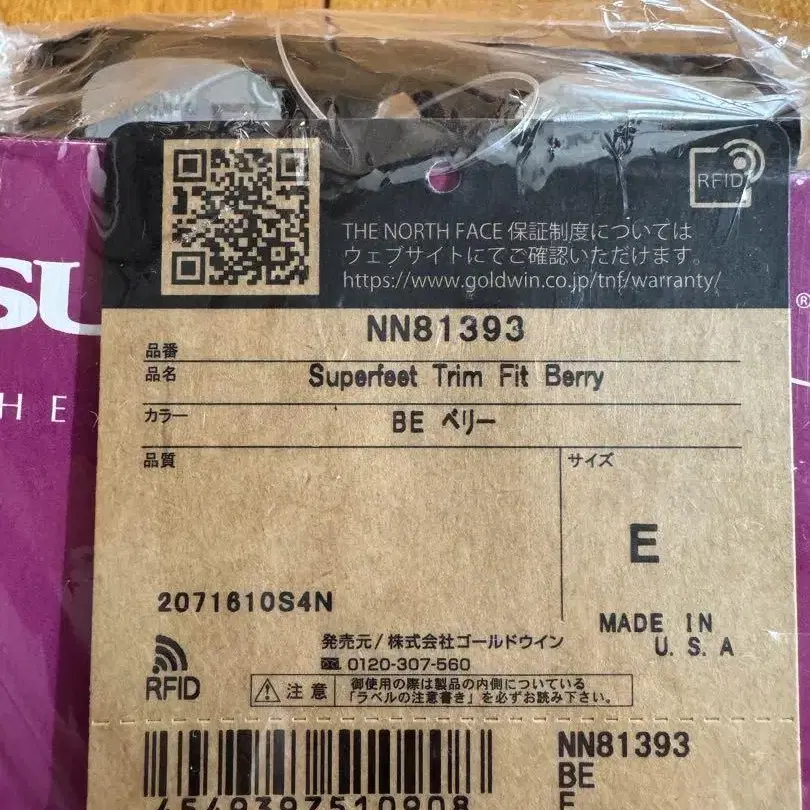 RFID
THE NORTH FACE 保証制度については
ウェブサイトにてご確認いただけます。
https://www.goldwin.co.jp/tnf/warranty/
SU
®
HE
品番 NN81393
品名 Superfeet Trim Fit Berry
カラー BE ベリー
品質
サイズ
E
2071610S4N
MADE IN
U.S.A
RFID
発売元/株式会社ゴールドウイン
0120-307-560
注意
御使用の際は製品の内側についている
「ラベルの注意書き」を必ずお読み下さい。
NN81393
BE
E
4549397510908